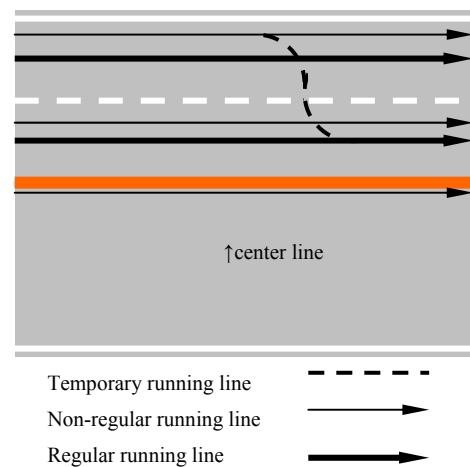 ↑center line
Temporary running line
Non-regular running line
Regular running line